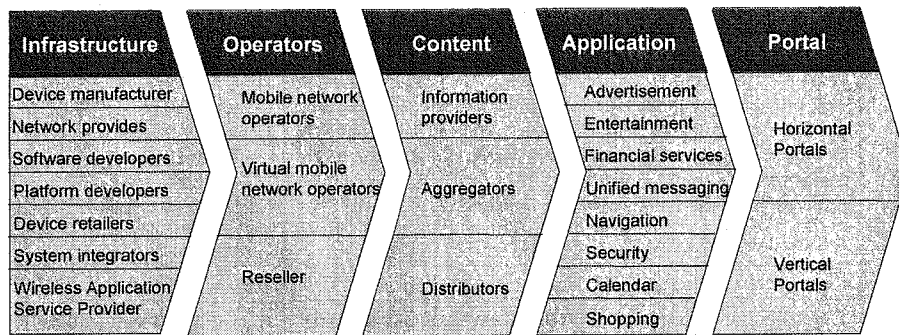 Infrastructure
Operators
Content
Application
Portal
Device manufacturer
Network provides
Software developers
Platform developers
Device retailers
System integrators
Wireless Application
Service Provider
Mobile network
operators
Virtual mobile
network operators
Reseller
Information
providers
Aggregators
Distributors
Advertisement
Entertainment
Financial services
Unified messaging
Navigation
Security
Calendar
Shopping
Horizontal
Portals
Vertical
Portals